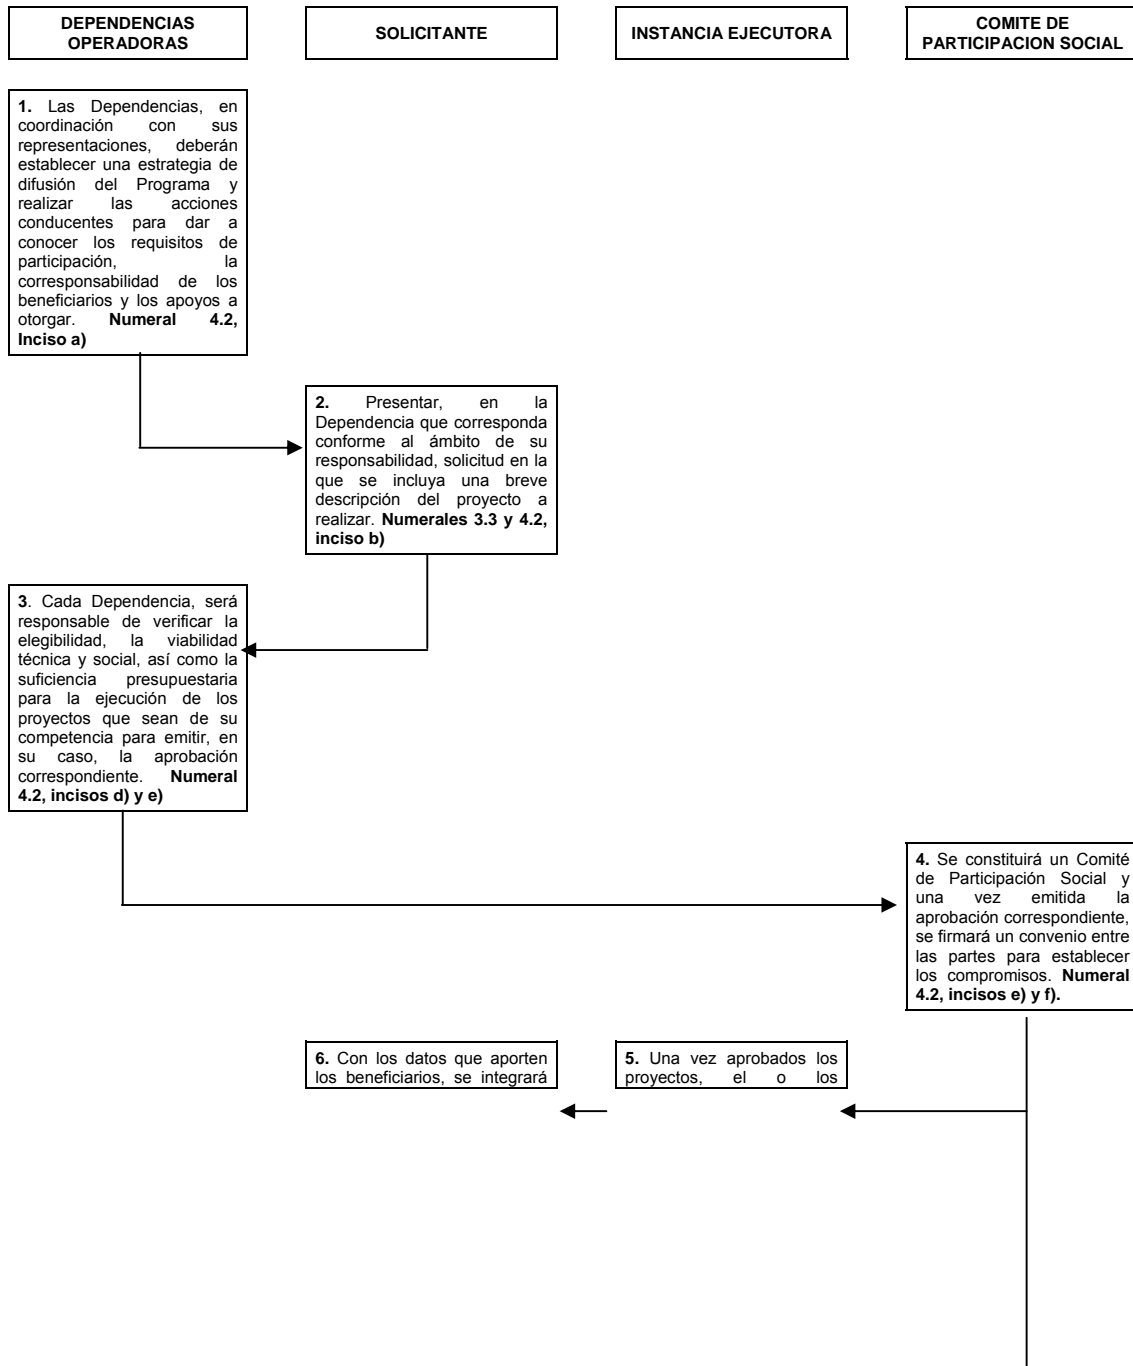 DEPENDENCIAS
OPERADORAS
SOLICITANTE
INSTANCIA EJECUTORA
COMITE DE
PARTICIPACION SOCIAL
1. Las Dependencias, en
coordinación con sus
representaciones, deberán
establecer una estrategia de
difusión del Programa y
realizar las acciones
conducentes para dar a
conocer los requisitos de
participación, la
corresponsabilidad de los
beneficiarios y los apoyos a
otorgar. Numeral 4.2,
Inciso a)
2. Presentar, en la
Dependencia que corresponda
conforme al ámbito de su
responsabilidad, solicitud en la
que se incluya una breve
descripción del proyecto a
realizar. Numerales 3.3 y 4.2,
inciso b)
3. Cada Dependencia, será
responsable de verificar la
elegibilidad, la viabilidad
técnica y social, así como la
suficiencia presupuestaria
para la ejecución de los
proyectos que sean de su
competencia para emitir, en
su caso, la aprobación
correspondiente. Numeral
4.2, incisos d) y e)
4. Se constituirá un Comité
de Participación Social y
una vez emitida la
aprobación correspondiente,
se firmará un convenio entre
las partes para establecer
los compromisos. Numeral
4.2, incisos e) y f).
6. Con los datos que aporten
los beneficiarios, se integrará
5. Una vez aprobados los
proyectos, el o los